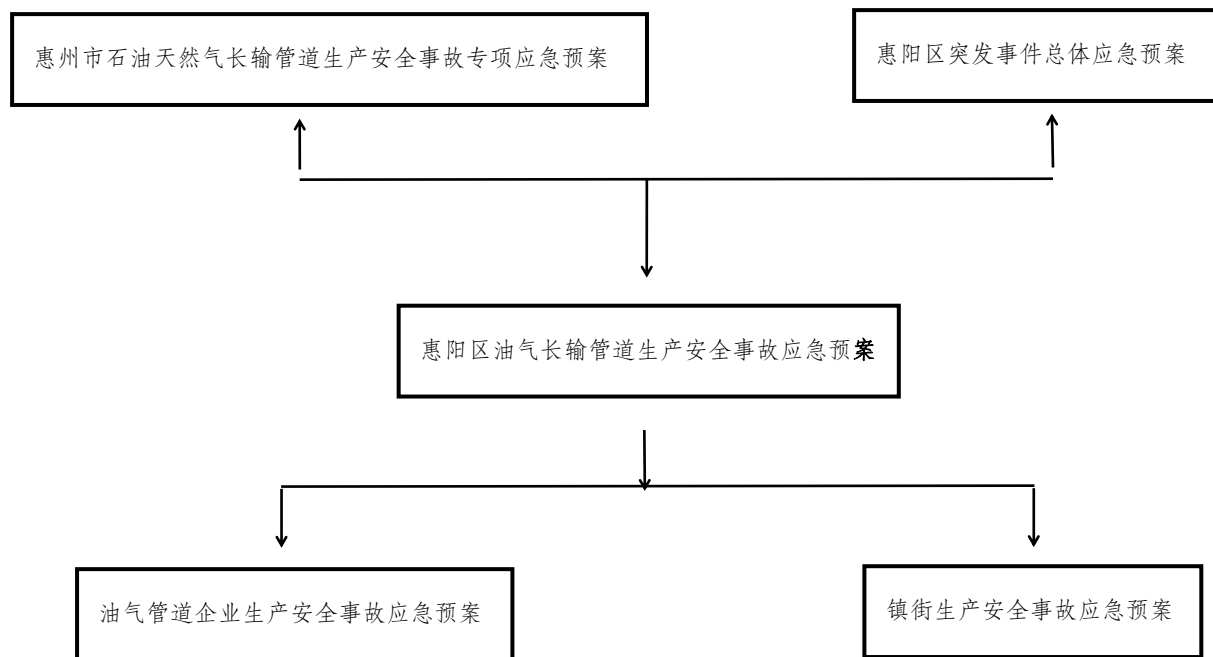 惠州市石油天然气长输管道生产安全事故专项应急预案
惠阳区突发事件总体应急预案
惠阳区油气长输管道生产安全事故应急预案
油气管道企业生产安全事故应急预案
镇街生产安全事故应急预案